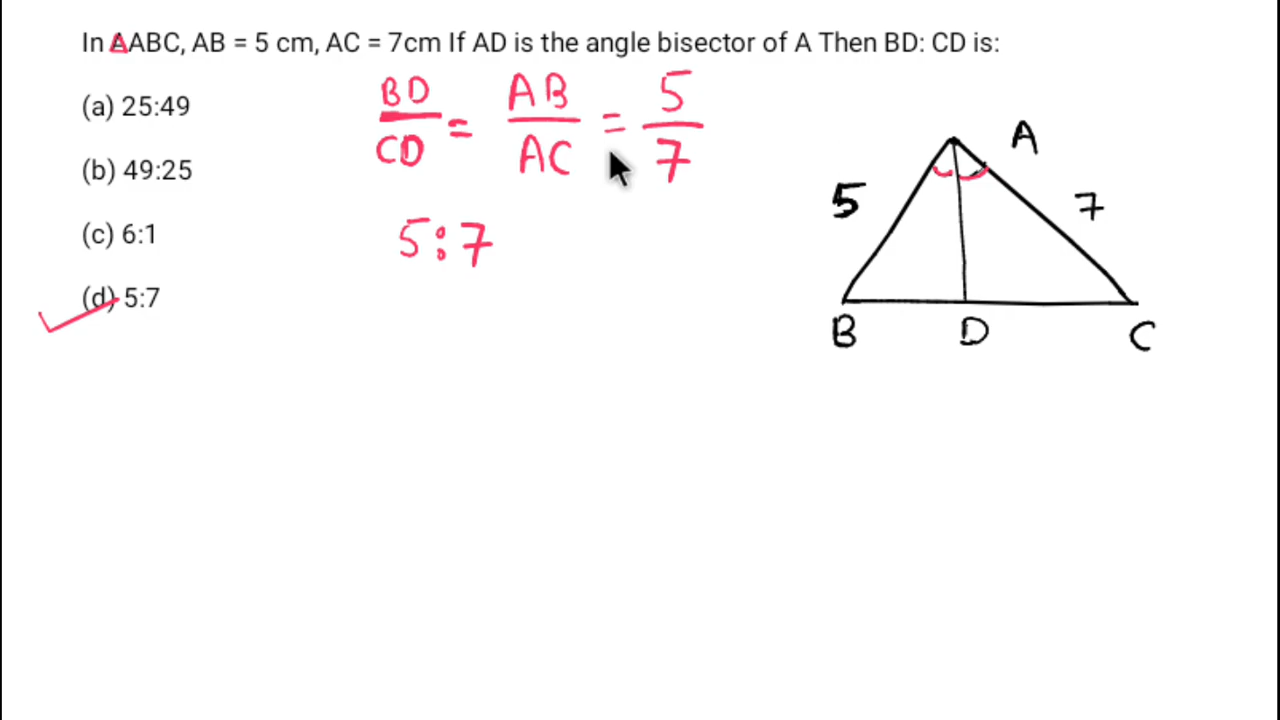 In ΔABC, AB = 5 cm, AC = 7cm If AD is the angle bisector of A Then BD: CD is:
(a) 25:49
(b) 49:25
(c) 6:1
(d) 5:7
BD/CD = AB/AC = 5/7
5:7
A
5
7
B D C